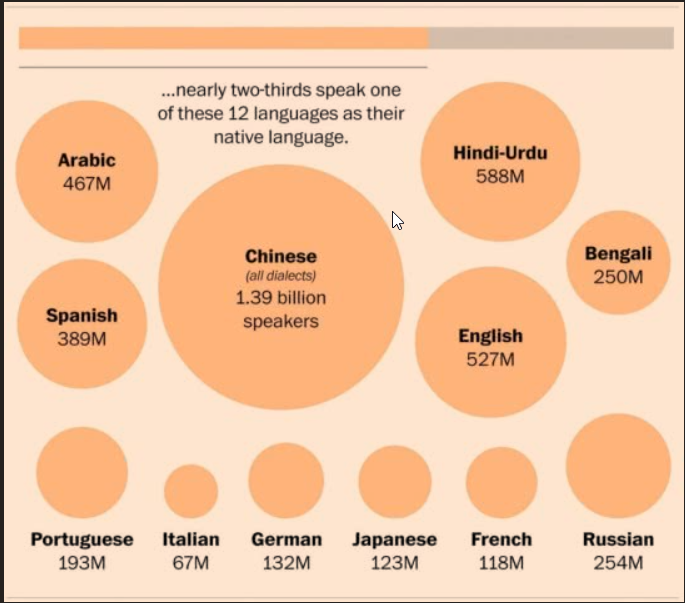 ...nearly two-thirds speak one
of these 12 languages as their
native language.
Arabic
467M
Hindi-Urdu
588M
Chinese
(all dialects)
1.39 billion
speakers
Bengali
250M
Spanish
389M
English
527M
Portuguese
193M
Italian
67M
German
132M
Japanese
123M
French
118M
Russian
254M